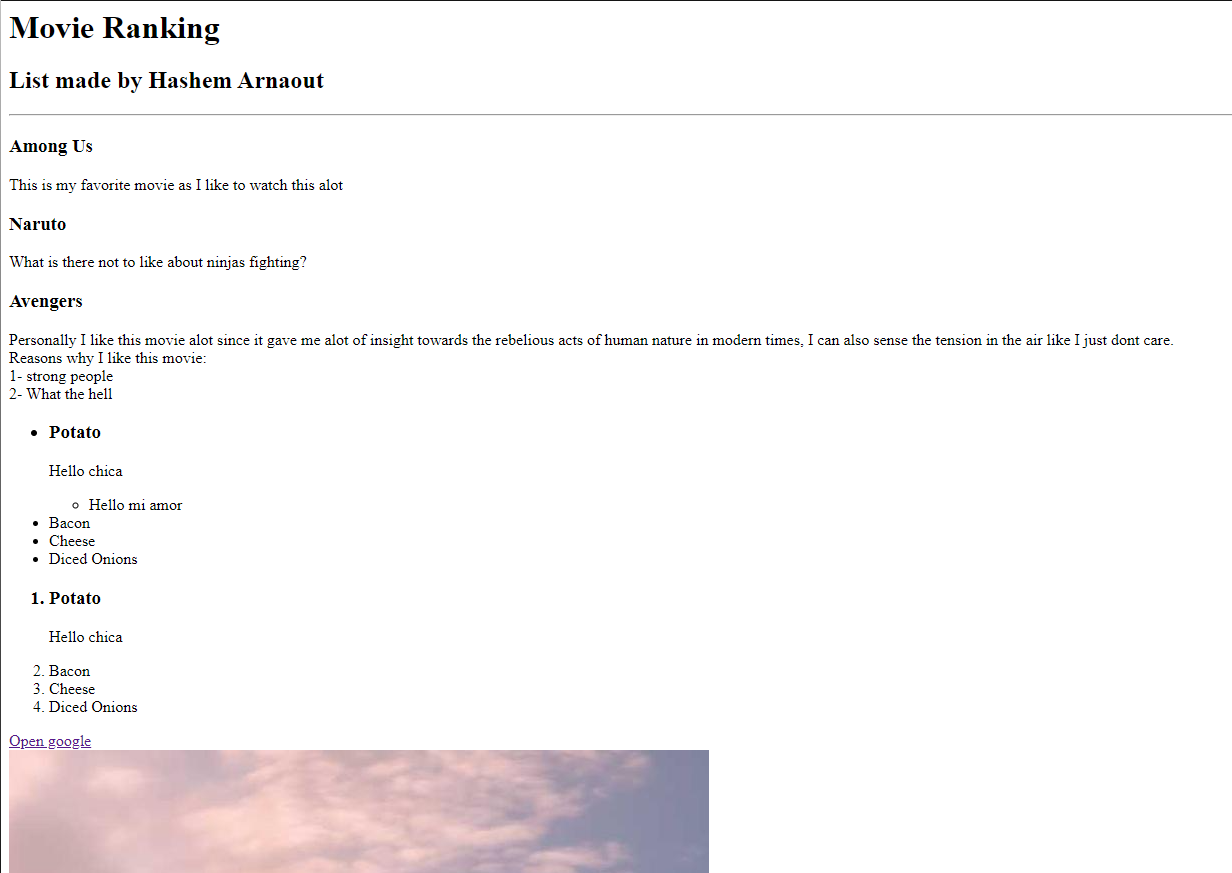 Movie Ranking
List made by Hashem Arnaout
Among Us
This is my favorite movie as I like to watch this alot
Naruto
What is there not to like about ninjas fighting?
Avengers
Personally I like this movie alot since it gave me alot of insight towards the rebelious acts of human nature in modern times, I can also sense the tension in the air like I just dont care.
Reasons why I like this movie:
1- strong people
2- What the hell
• Potato
Hello chica
◦ Hello mi amor
• Bacon
• Cheese
• Diced Onions
1. Potato
Hello chica
2. Bacon
3. Cheese
4. Diced Onions
Open google